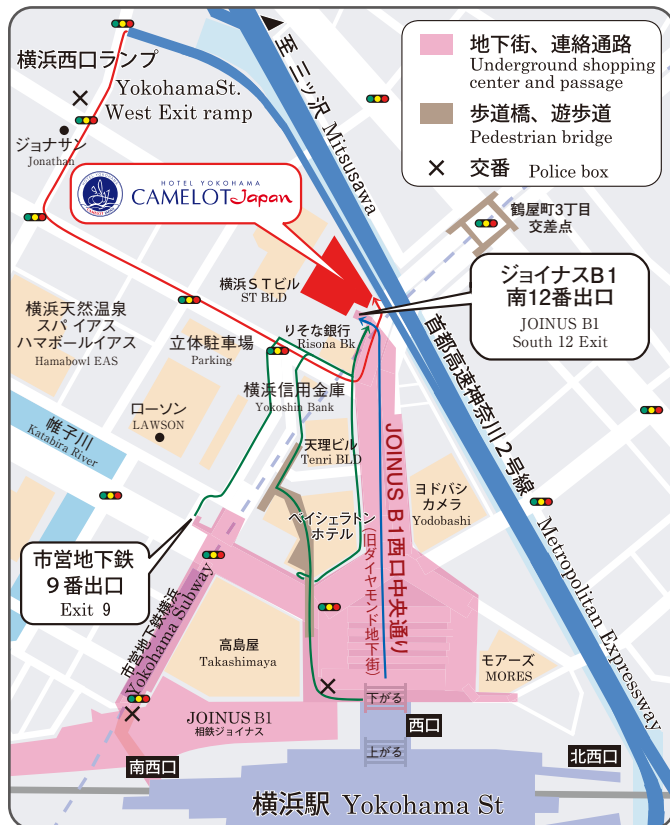 横浜西口ランプ
YokohamaSt.
West Exit ramp
至 三ッ沢 Mitsusawa
地下街、連絡通路
Underground shopping
center and passage
歩道橋、遊歩道
Pedestrian bridge
交番 Police box
ジョナサン
Jonathan
HOTEL YOKOHAMA
CAMELOT Japan
鶴屋町3丁目
交差点
横浜STビル
ST BLD
ジョイナスB1
南12番出口
JOINUS B1
South 12 Exit
横浜天然温泉
スパ イアス
ハマボールイアス
Hamabowl EAS
立体駐車場
Parking
りそな銀行
Risona Bk
横浜信用金庫
Yokoshin Bank
首都高速神奈川2号線 Metropolitan Expressway
ローソン
LAWSON
帷子川
Katabira River
天理ビル
Tenri BLD
JOINUS B1西口中央通り
(旧ダイヤモンド地下街)
ヨドバシ
カメラ
Yodobashi
ベイシェラトン
ホテル
市営地下鉄
9番出口
Exit 9
市営地下鉄横浜
Yokohama Subway
高島屋
Takashimaya
モアーズ
MORES
下がる
JOINUS B1
相鉄ジョイナス
西口
上がる
南西口
北西口
横浜駅 Yokohama St